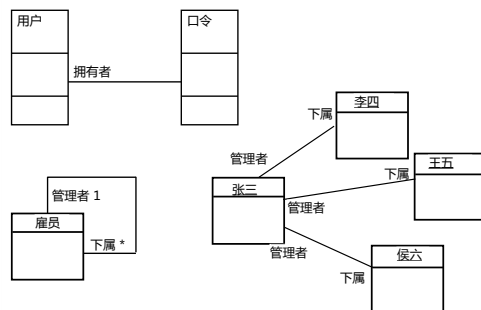 用户
口令
拥有者
李四
下属
管理者
王五
下属
张三
管理者
管理者 1
雇员
下属 *
管理者
侯六
下属